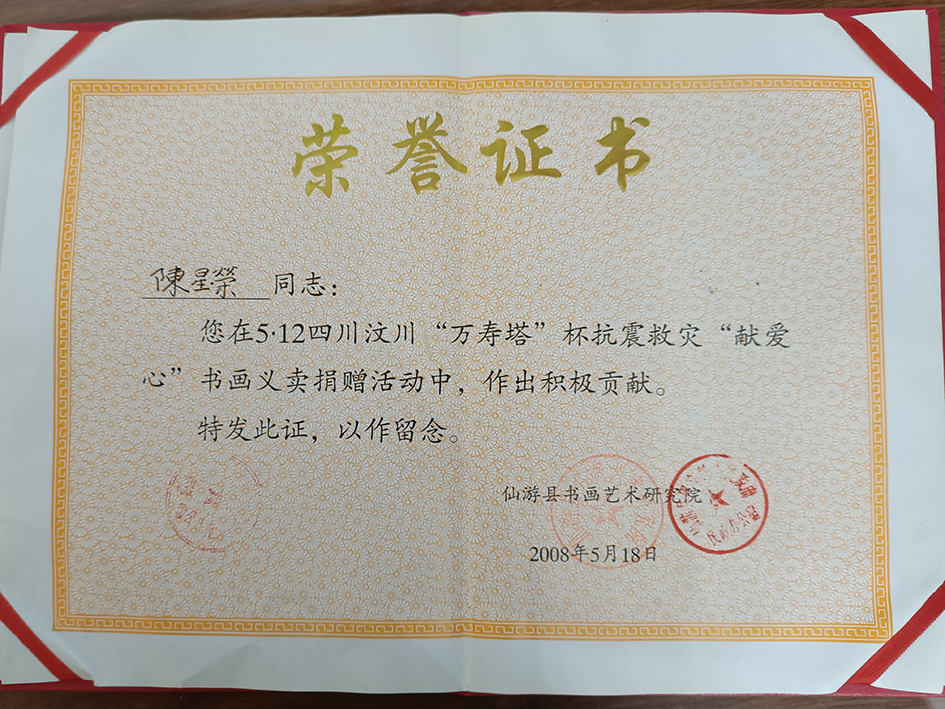 荣誉证书
陳星榮 同志：
您在5·12四川汶川“万寿塔”杯抗震救灾“献爱
心”书画义卖捐赠活动中，作出积极贡献。
特发此证，以作留念。
仙游县书画艺术研究院
2008年5月18日